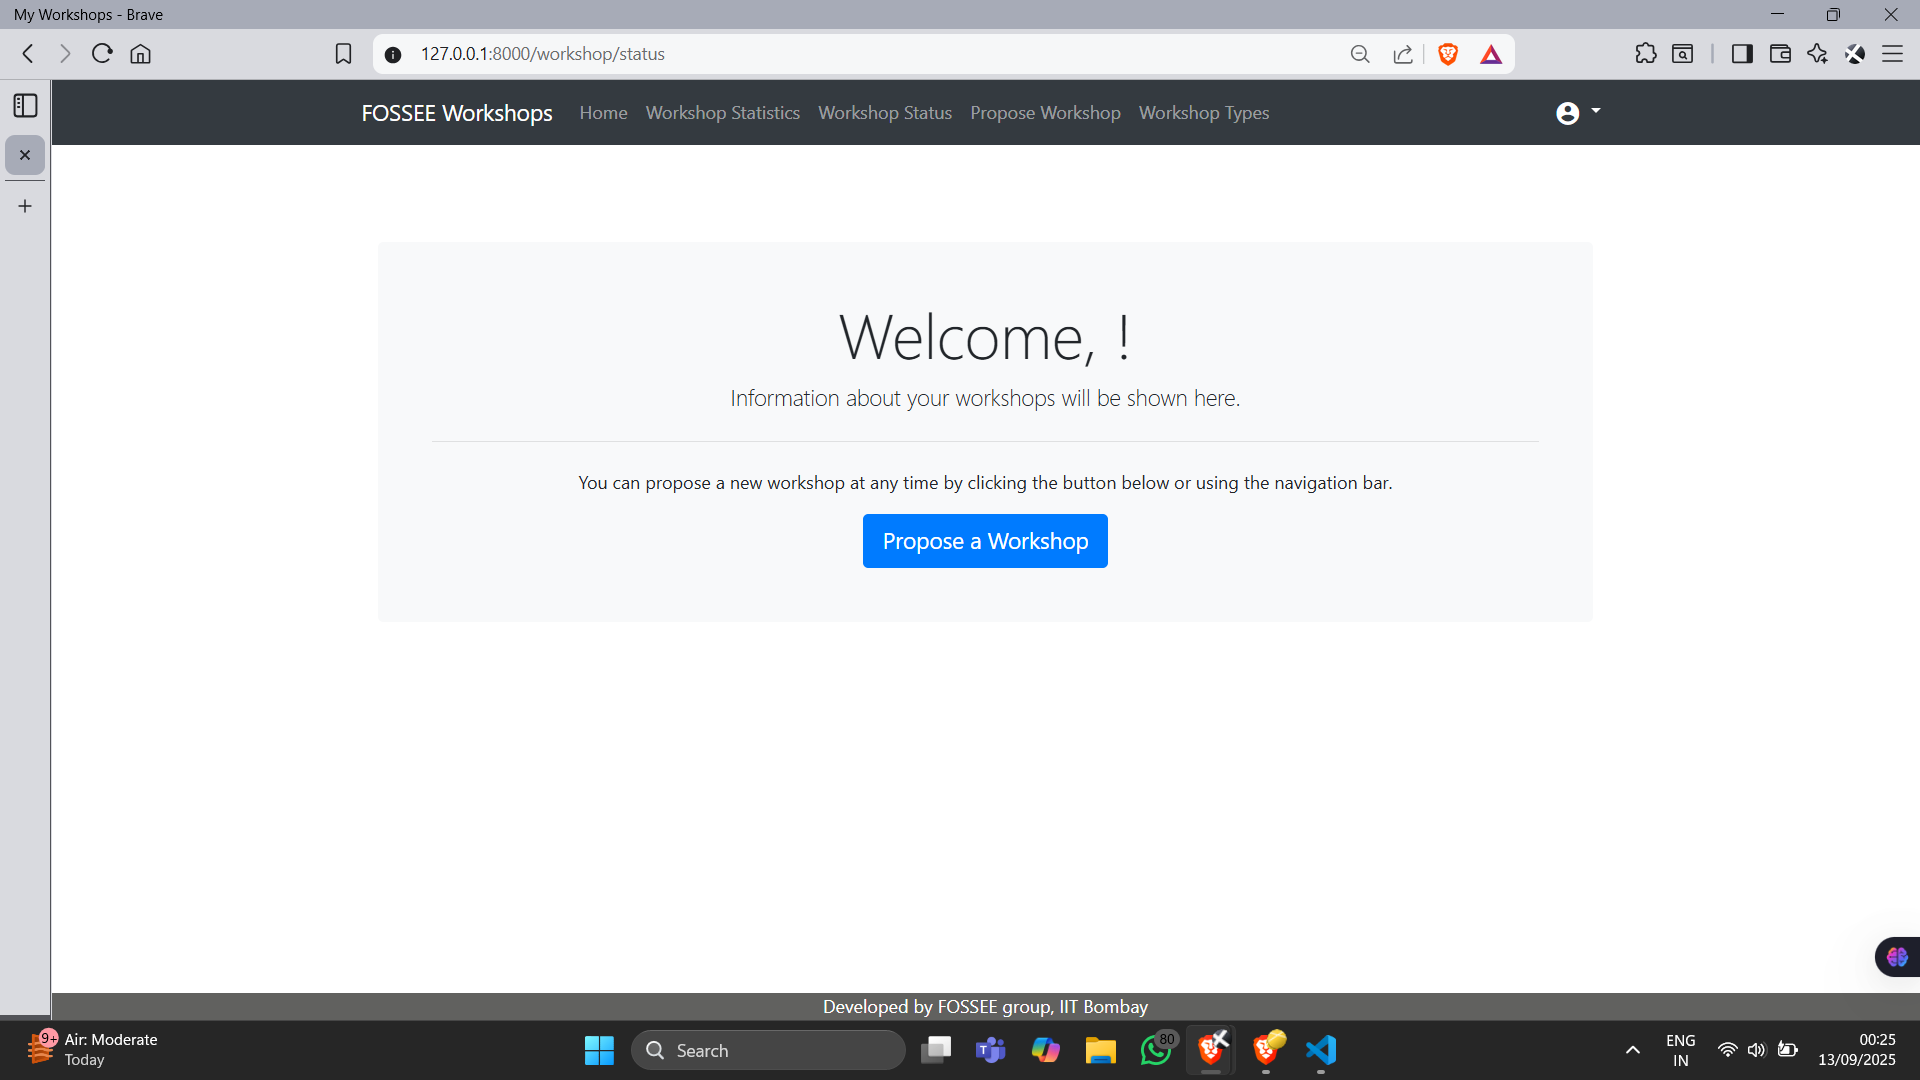 My Workshops - Brave
127.0.0.1:8000/workshop/status
FOSSEE Workshops
Home
Workshop Statistics
Workshop Status
Propose Workshop
Workshop Types
Welcome, !
Information about your workshops will be shown here.
You can propose a new workshop at any time by clicking the button below or using the navigation bar.
Propose a Workshop
Developed by FOSSEE group, IIT Bombay
9+
Air: Moderate
Today
Search
80
ENG
IN
00:25
13/09/2025